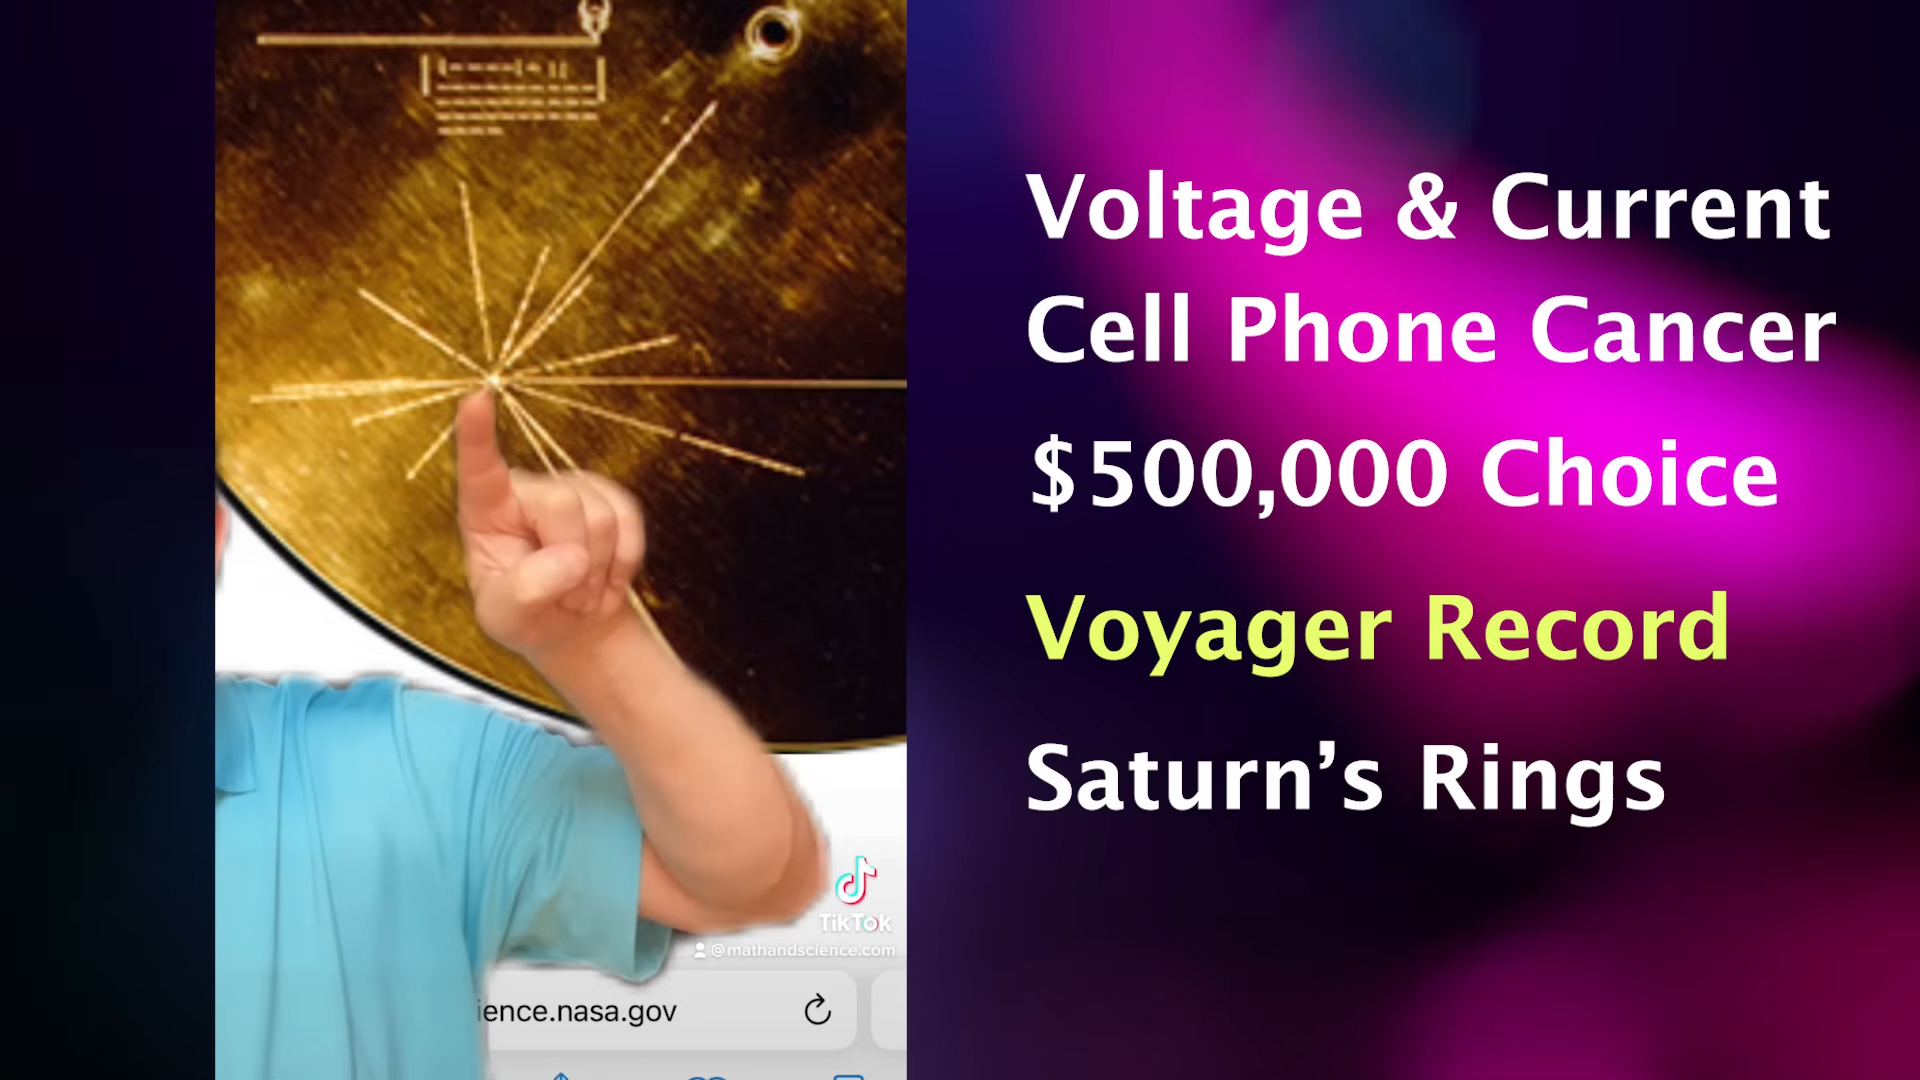 Voltage & Current
Cell Phone Cancer
$500,000 Choice
Voyager Record
Saturn’s Rings
TikTok
@mathandscience.com
ience.nasa.gov